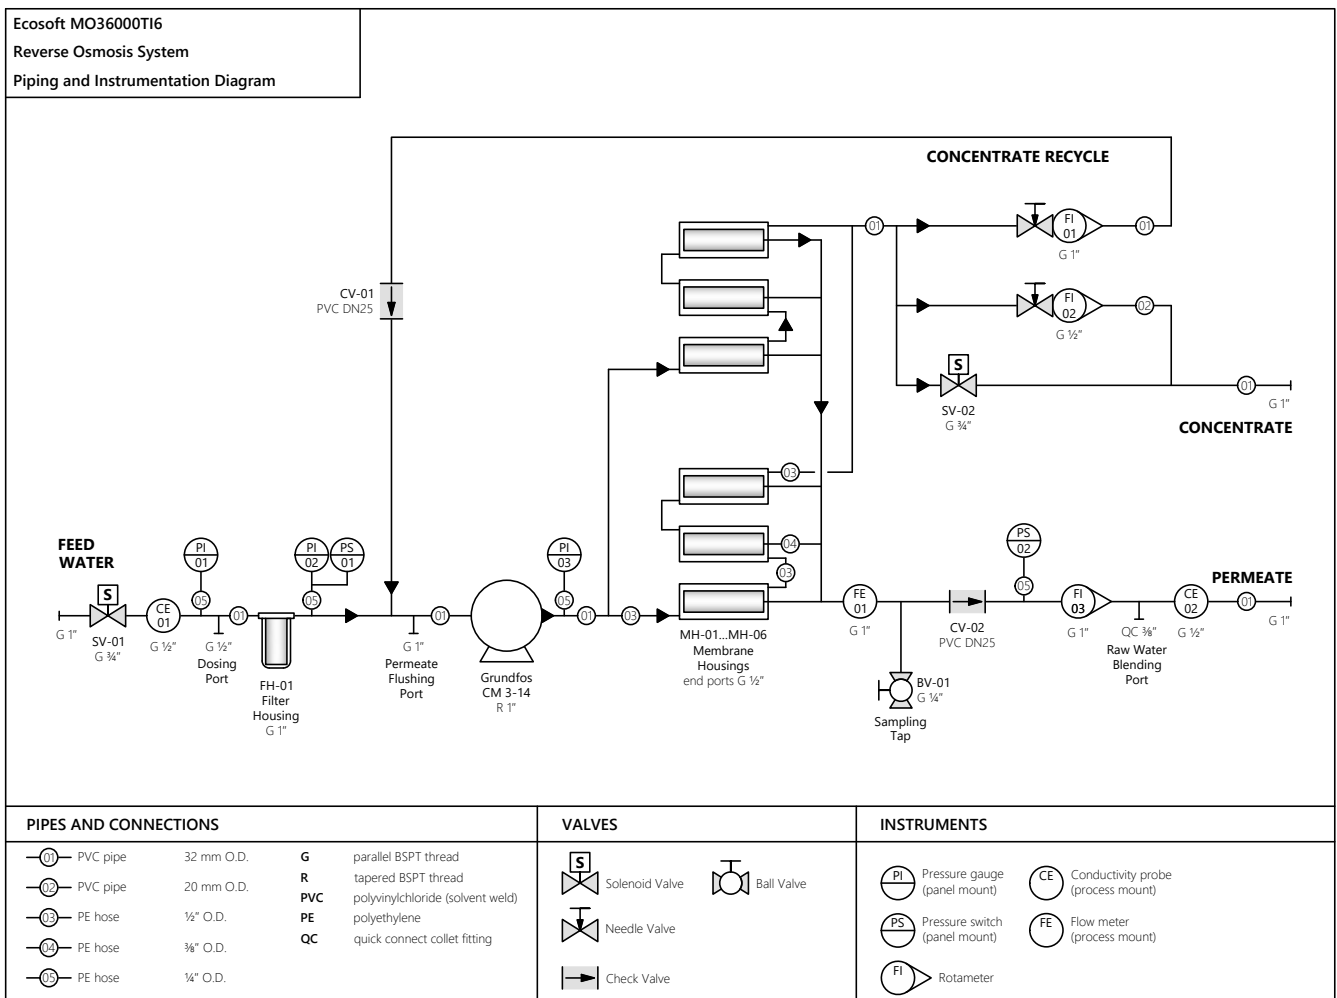 Ecosoft MO36000TI6
Reverse Osmosis System
Piping and Instrumentation Diagram
CONCENTRATE RECYCLE
01
FI
01
01
G 1"
CV-01
PVC DN25
FI
02
02
G ½"
S
SV-02
G ¾"
01
G 1"
CONCENTRATE
03
04
03
FEED
WATER
G 1"
S
SV-01
G ¾"
CE
01
G ½"
PI
01
05
G ½"
Dosing
Port
01
FH-01
Filter
Housing
G 1"
PI
02
PS
01
05
G 1"
Permeate
Flushing
Port
01
Grundfos
CM 3-14
R 1"
PI
03
05
01
03
MH-01...MH-06
Membrane
Housings
end ports G ½"
FE
01
G 1"
BV-01
G ¼"
Sampling
Tap
CV-02
PVC DN25
PS
02
05
FI
03
G 1"
QC ⅜"
Raw Water
Blending
Port
CE
02
G ½"
PERMEATE
01
G 1"
PIPES AND CONNECTIONS
01 PVC pipe 32 mm O.D.
02 PVC pipe 20 mm O.D.
03 PE hose ½" O.D.
04 PE hose ⅜" O.D.
05 PE hose ¼" O.D.
G parallel BSPT thread
R tapered BSPT thread
PVC polyvinylchloride (solvent weld)
PE polyethylene
QC quick connect collet fitting
VALVES
S Solenoid Valve
Ball Valve
Needle Valve
Check Valve
INSTRUMENTS
PI Pressure gauge
(panel mount)
CE Conductivity probe
(process mount)
PS Pressure switch
(panel mount)
FE Flow meter
(process mount)
FI Rotameter